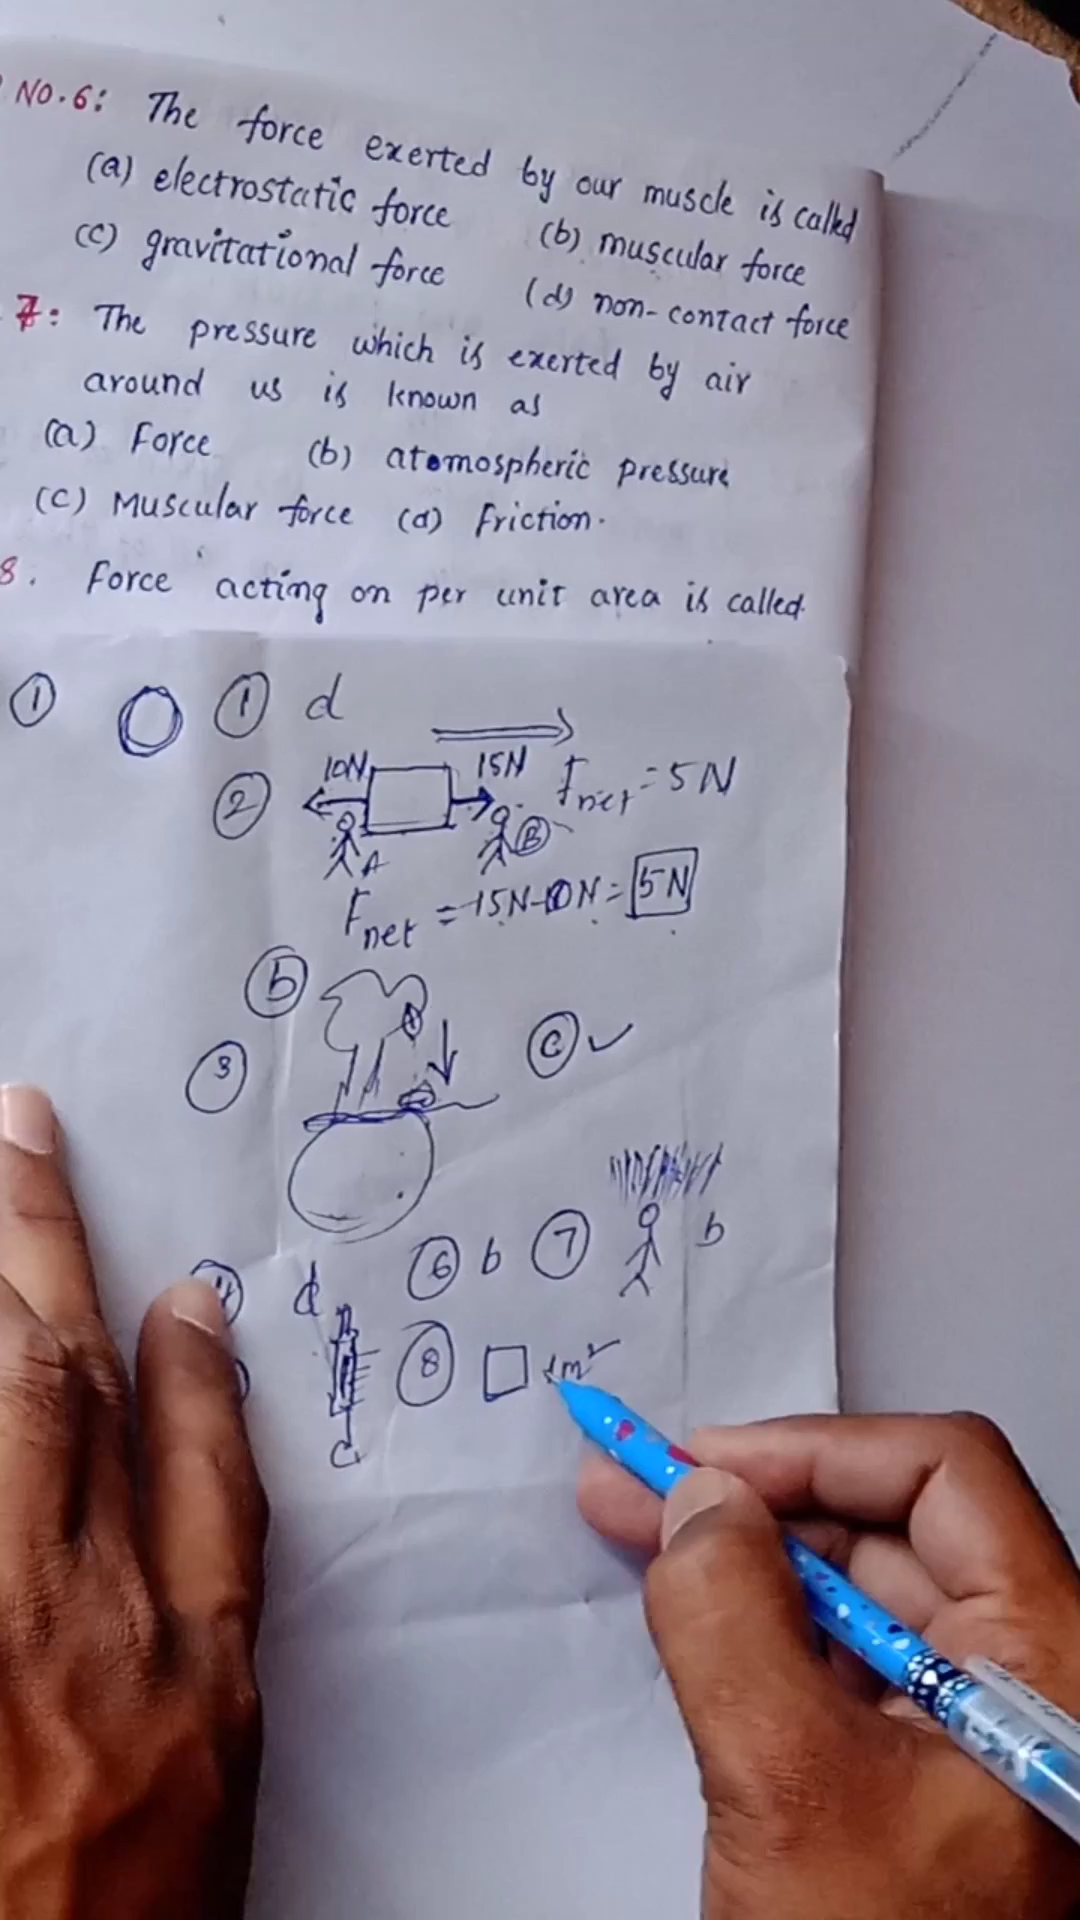 NO.6: The force exerted by our muscle is called
(a) electrostatic force (b) muscular force
(c) gravitational force (d) non-contact force
7: The pressure which is exerted by air
around us is known as
(a) Force (b) atomospheric pressure
(c) Muscular force (d) Friction.
8. Force acting on per unit area is called
1 1 d
2 10N 15N Fnet = 5N
A B
Fnet = 15N-10N = 5N
b
3 C
6 b 7 b
4 d
8 1m²